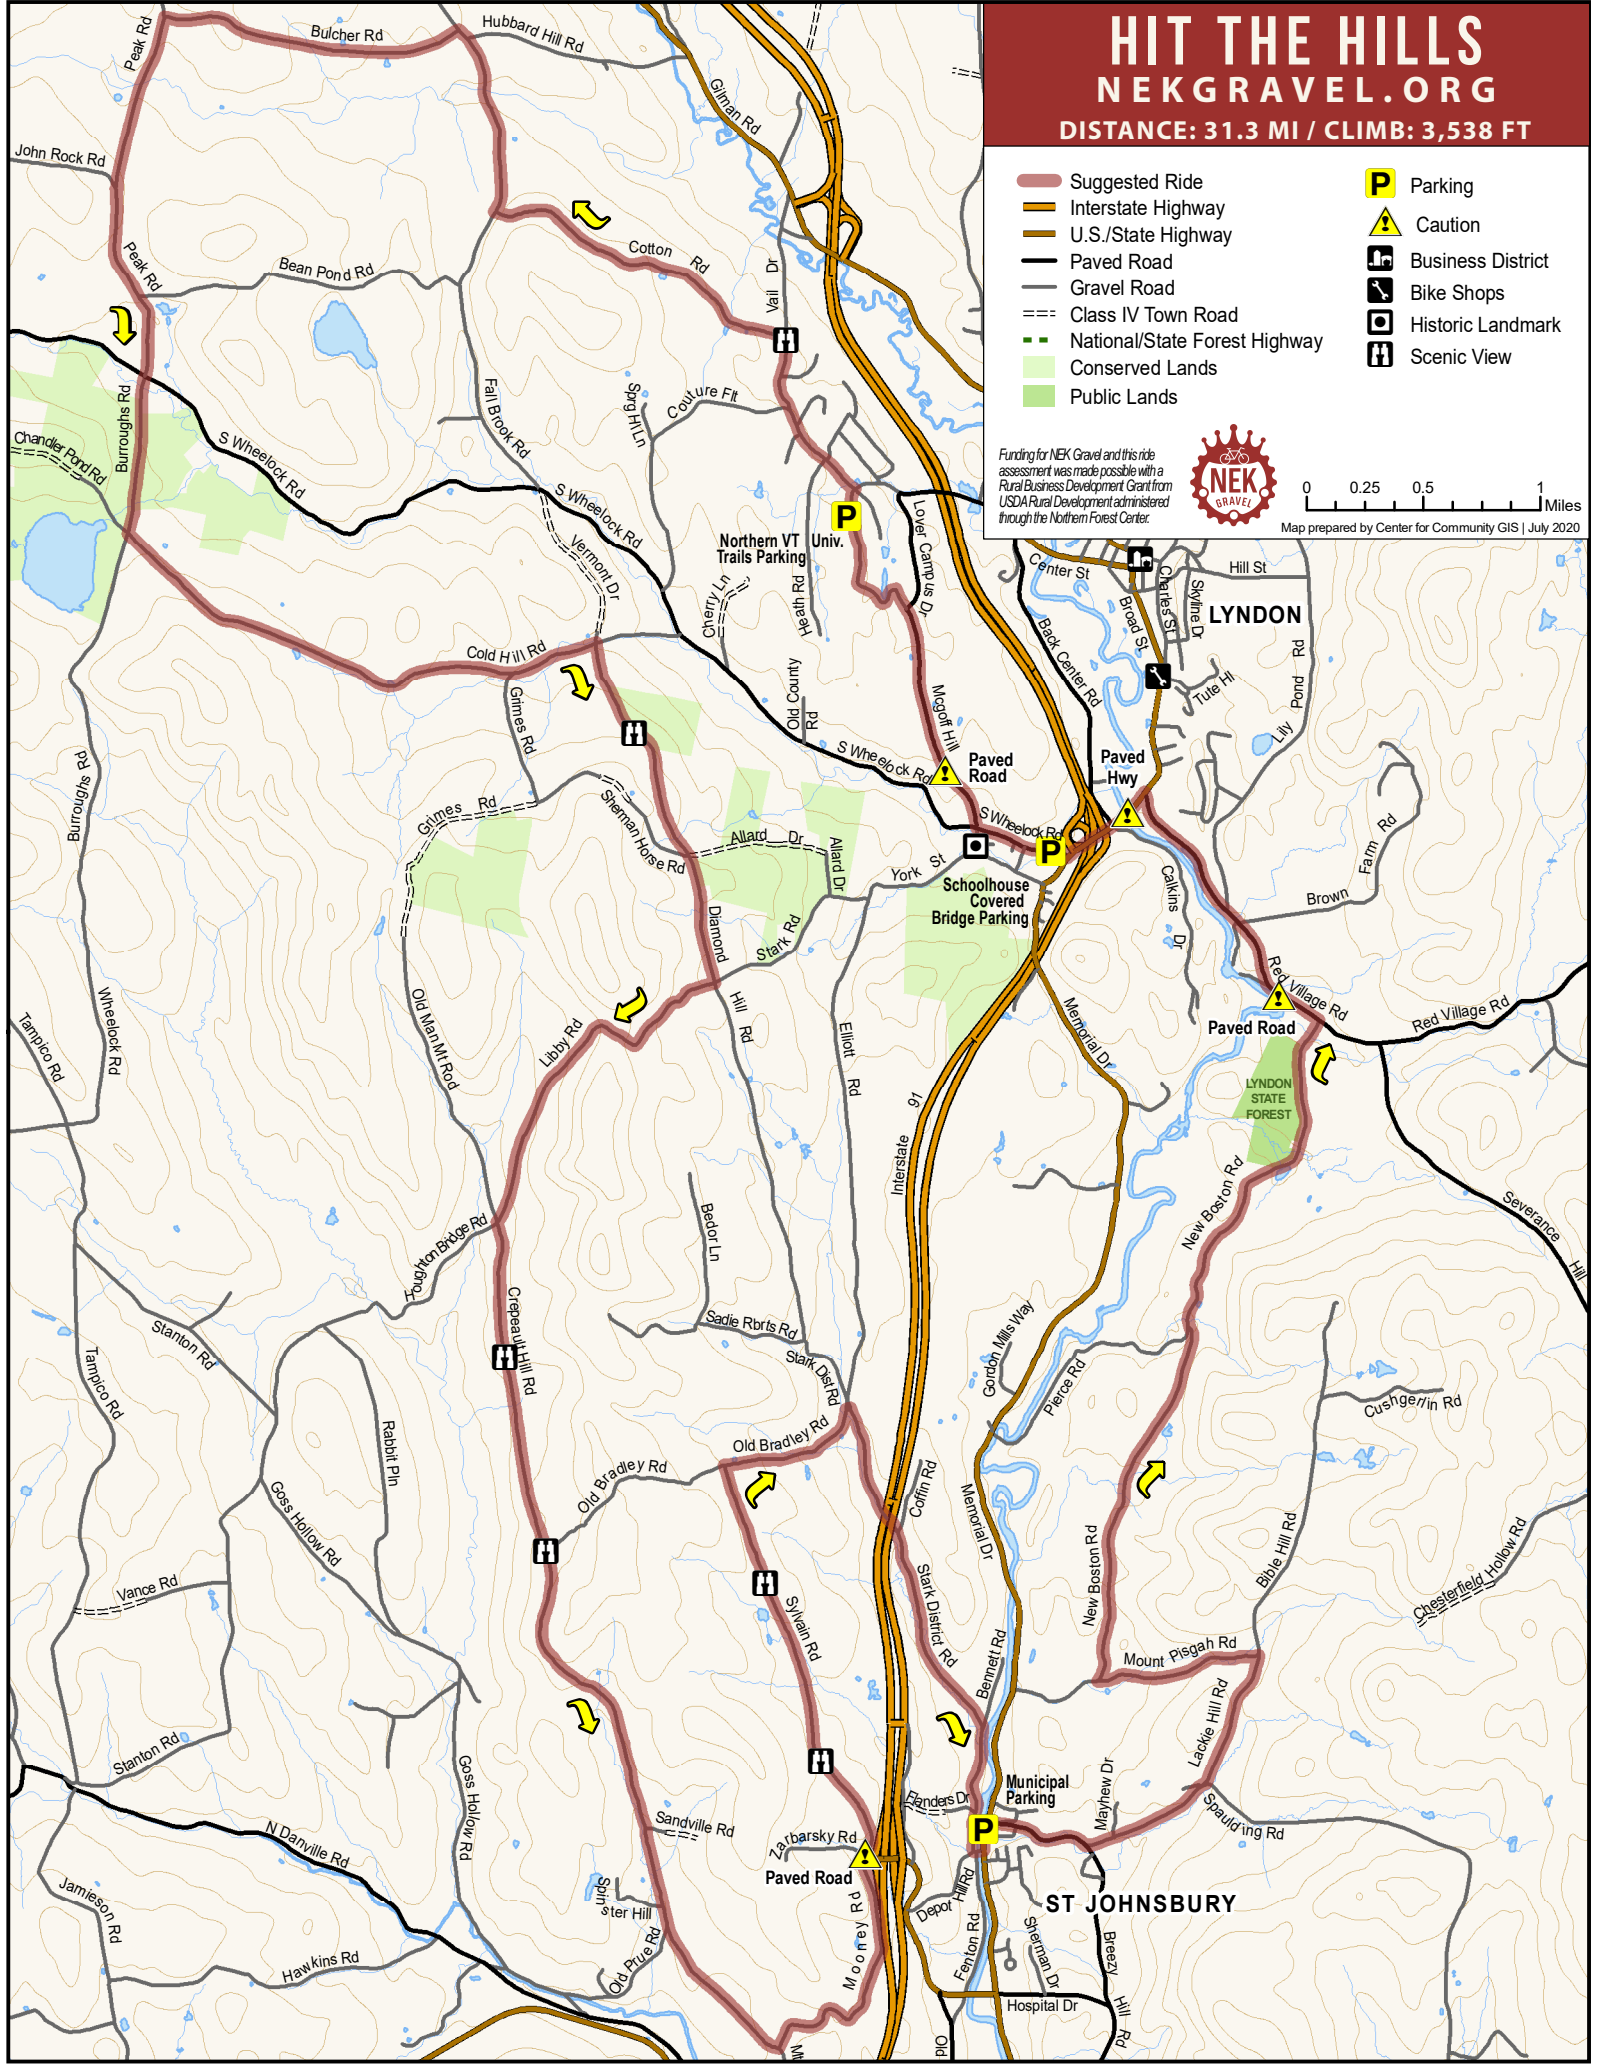 HIT THE HILLS
NEKGRAVEL.ORG
DISTANCE: 31.3 MI / CLIMB: 3,538 FT
Suggested Ride
Interstate Highway
U.S./State Highway
Paved Road
Gravel Road
Class IV Town Road
National/State Forest Highway
Conserved Lands
Public Lands
P Parking
Caution
Business District
Bike Shops
Historic Landmark
Scenic View
Funding for NEK Gravel and this ride
assessment was made possible with a
Rural Business Development Grant from
USDA Rural Development administered
through the Northern Forest Center.
NEK
GRAVEL
0 0.25 0.5 1
Miles
Map prepared by Center for Community GIS | July 2020
Peak Rd
Bulcher Rd
Hubbard Hill Rd
Gilman Rd
John Rock Rd
Peak Rd
Bean Pond Rd
Cotton Rd
Vail Dr
Burroughs Rd
Chandler Pond Rd
S Wheelock Rd
Fall Brook Rd
Sprg Hl Ln
Couture Flt
S Wheelock Rd
Vermont Dr
P
Northern VT Univ.
Trails Parking
Lover Campus Dr
Cherry Ln
Heath Rd
Center St
Hill St
Charles St
Skyline Dr
Broad St
LYNDON
Back Center Rd
Tute Hl
Lily Pond Rd
Cold Hill Rd
Grimes Rd
Old County
Rd
Mcgoff Hill
S Wheelock Rd
Paved
Road
Paved
Hwy
Burroughs Rd
Grimes Rd
Sherman Horse Rd
Allard Dr
Allard Dr
S Wheelock Rd
P
York St
Schoolhouse
Covered
Bridge Parking
Calkins Dr
Brown Farm Rd
Diamond
Stark Rd
Hill Rd
Elliott Rd
Old Man Mt Rod
Libby Rd
Wheelock Rd
Tampico Rd
Memorial Dr
Red Village Rd
Paved Road
Red Village Rd
LYNDON
STATE
FOREST
Interstate 91
New Boston Rd
Severance Hill
Bedor Ln
Houghton Bridge Rd
Crepeault Hill Rd
Stanton Rd
Tampico Rd
Sadie Rbrts Rd
Stark Dist Rd
Gordon Mills Way
Pierce Rd
Cushgerlin Rd
Old Bradley Rd
Old Bradley Rd
Rabbit Pln
Goss Hollow Rd
Coffin Rd
Memorial Dr
Vance Rd
Sylvain Rd
Stark District Rd
Bennett Rd
New Boston Rd
Bible Hill Rd
Chesterfield Hollow Rd
Mount Pisgah Rd
Lackie Hill Rd
Stanton Rd
Goss Hollow Rd
N Danville Rd
Sandville Rd
Zarbarsky Rd
Paved Road
Flanders Dr
Municipal
Parking
P
Mayhew Dr
Spaulding Rd
Jamieson Rd
Hawkins Rd
Spinster Hill
Old Prue Rd
Mooney Rd
Depot Hill Rd
ST JOHNSBURY
Fenton Rd
Sherman Dr
Breezy Hill Rd
Hospital Dr
Old
Mt